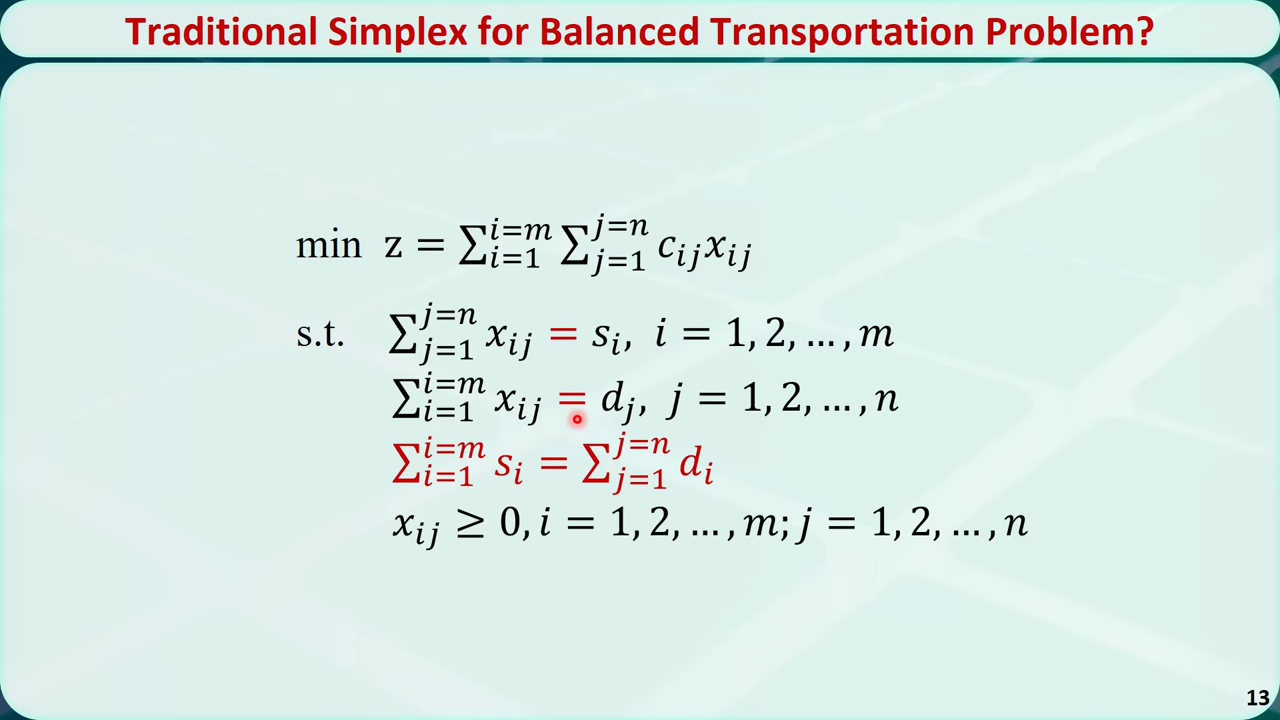 Traditional Simplex for Balanced Transportation Problem?
min z = ∑_{i=1}^{i=m} ∑_{j=1}^{j=n} c_{ij}x_{ij}
s.t. ∑_{j=1}^{j=n} x_{ij} = s_i, i = 1, 2, … , m
∑_{i=1}^{i=m} x_{ij} = d_j, j = 1, 2, … , n
∑_{i=1}^{i=m} s_i = ∑_{j=1}^{j=n} d_i
x_{ij} ≥ 0, i = 1, 2, … , m; j = 1, 2, … , n
13